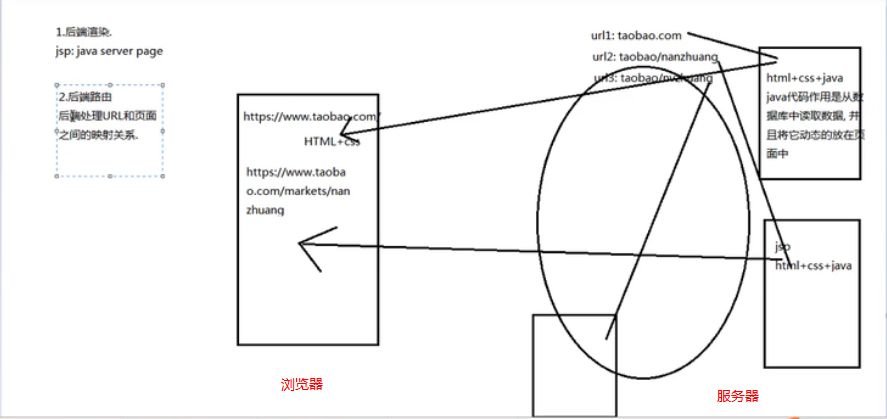 1.后端渲染.
jsp: java server page
2.后端路由
后端处理URL和页面
之间的映射关系.
https://www.taobao.com/
HTML+css
https://www.taoba
o.com/markets/nan
zhuang
浏览器
url1: taobao.com
url2: taobao/nanzhuang
url3: taobao/nvzhuang
html+css+java
java代码作用是从数
据库中读取数据, 并
且将它动态的放在页
面中
jsp
html+css+java
服务器